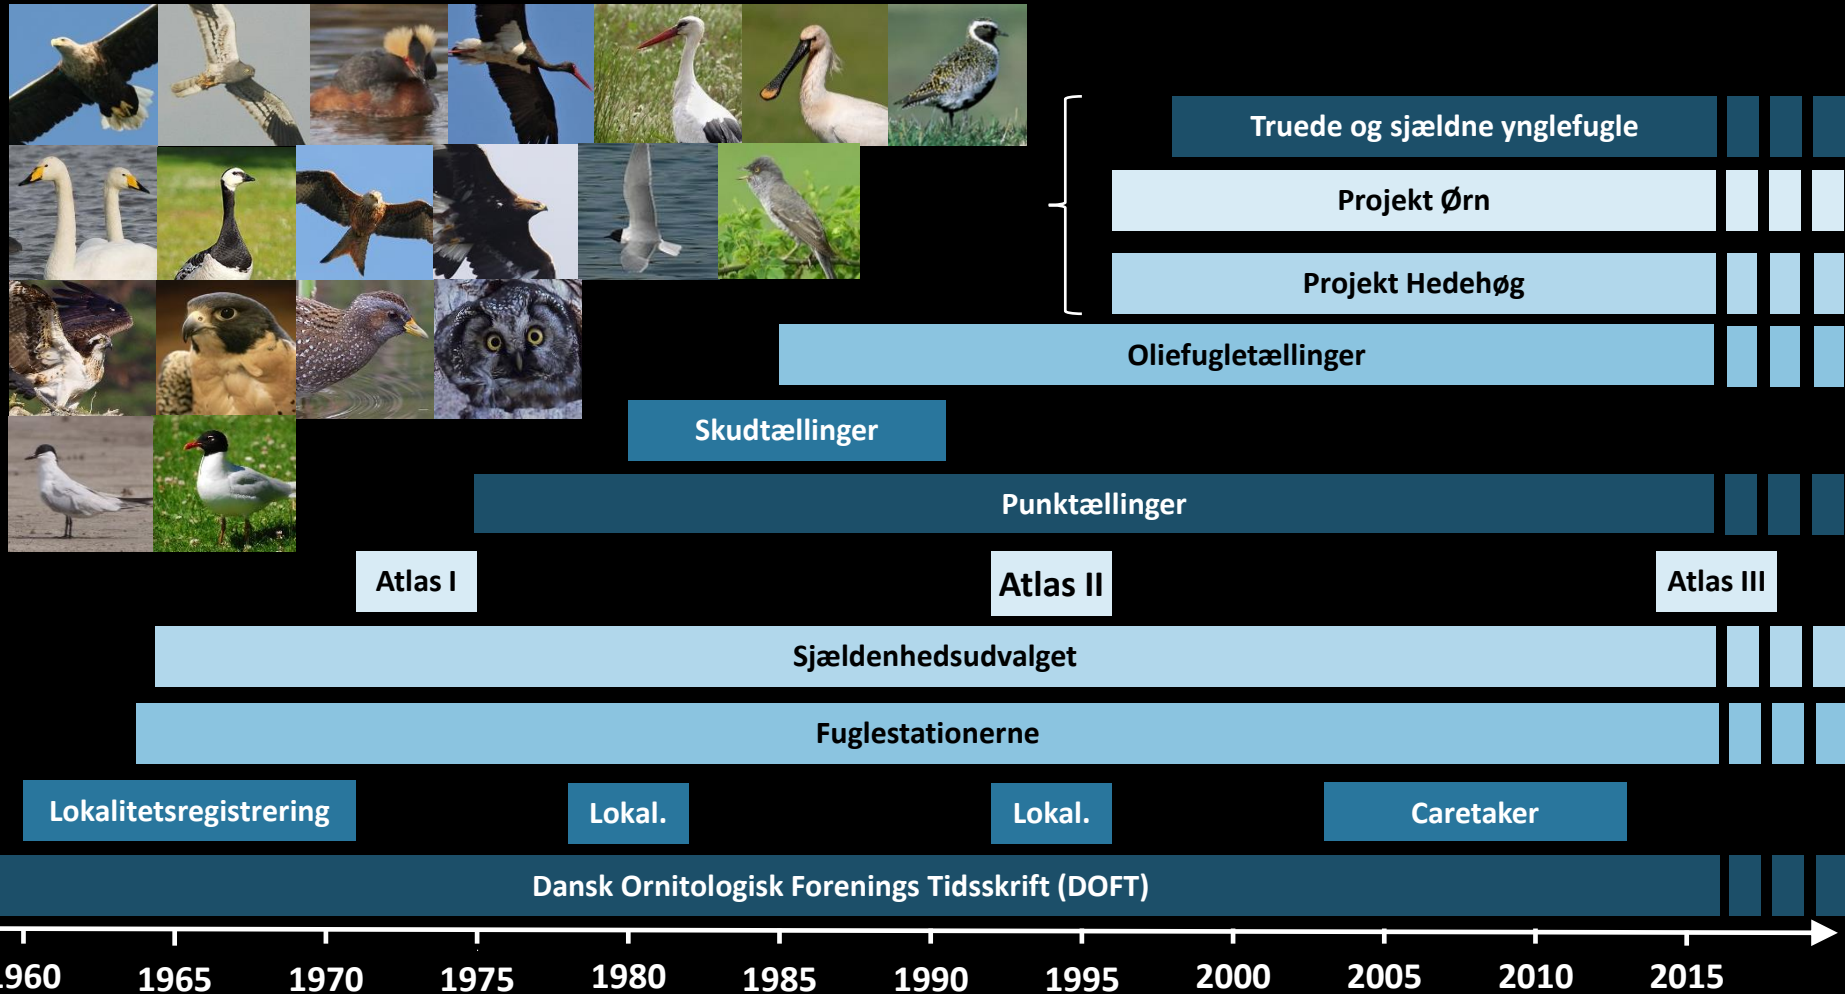 Truede og sjældne ynglefugle
Projekt Ørn
Projekt Hedehøg
Oliefugletællinger
Skudtællinger
Punktællinger
Atlas I
Atlas II
Atlas III
Sjældenhedsudvalget
Fuglestationerne
Lokalitetsregistrering
Lokal.
Lokal.
Caretaker
Dansk Ornitologisk Forenings Tidsskrift (DOFT)
1960 1965 1970 1975 1980 1985 1990 1995 2000 2005 2010 2015